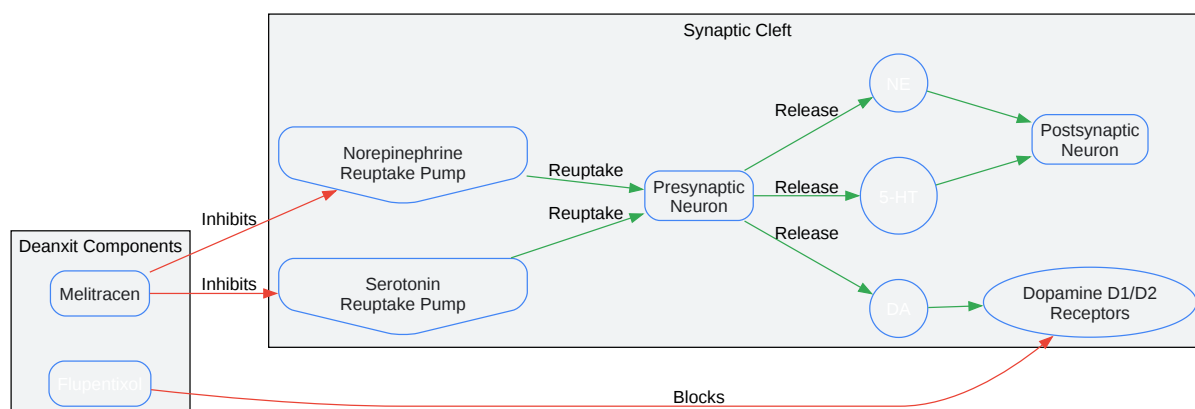 Synaptic Cleft
NE
Release
Norepinephrine
Reuptake Pump
Postsynaptic
Neuron
Reuptake
Presynaptic
Neuron
Release
5-HT
Reuptake
Inhibits
Release
Deanxit Components
Melitracen
Inhibits
Serotonin
Reuptake Pump
DA
Dopamine D1/D2
Receptors
Flupentixol
Blocks